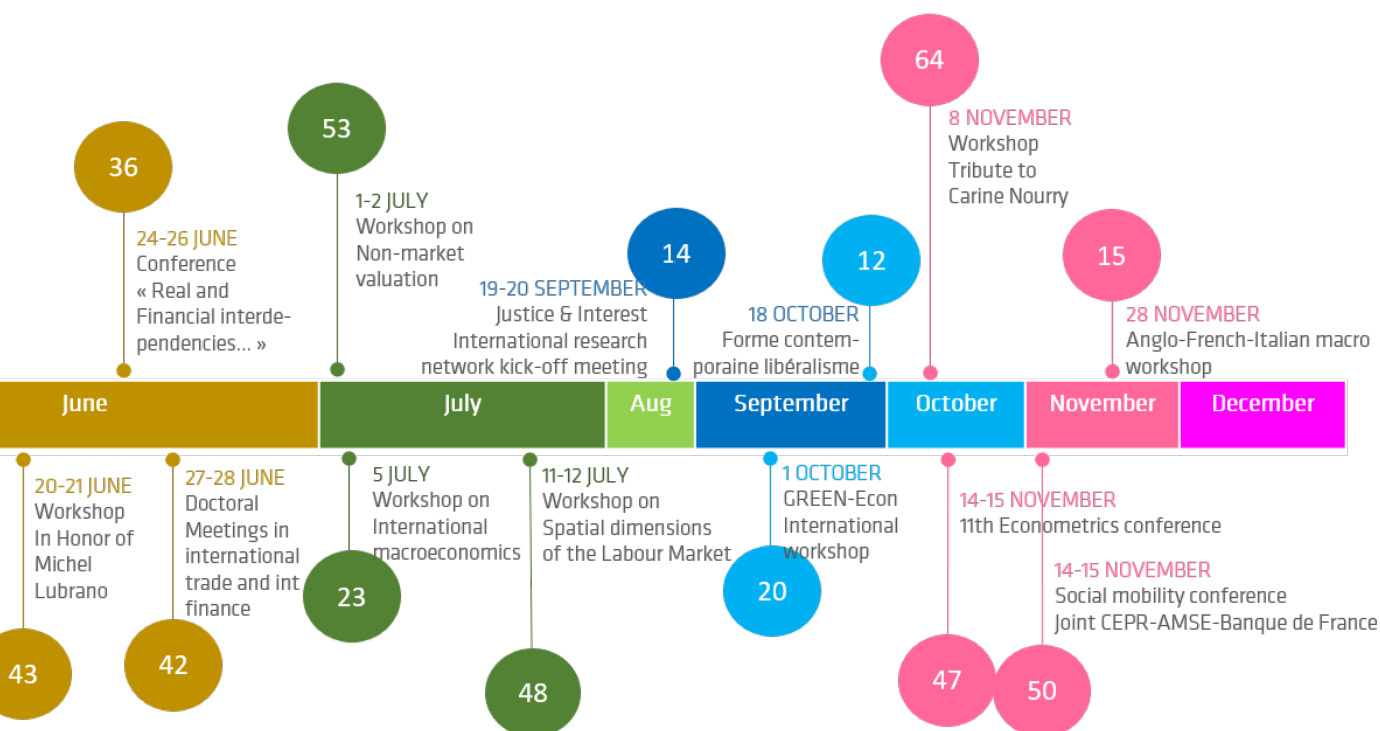 64
8 NOVEMBER
Workshop
Tribute to
Carine Nourry
53
1-2 JULY
Workshop on
Non-market
valuation
36
24-26 JUNE
Conference
« Real and
Financial interde-
pendencies... »
14
19-20 SEPTEMBER
Justice & Interest
International research
network kick-off meeting
12
18 OCTOBER
Forme contem-
poraine libéralisme
15
28 NOVEMBER
Anglo-French-Italian macro
workshop
June July Aug September October November December
20-21 JUNE
Workshop
In Honor of
Michel
Lubrano
43
27-28 JUNE
Doctoral
Meetings in
international
trade and int
finance
42
5 JULY
Workshop on
International
macroeconomics
23
11-12 JULY
Workshop on
Spatial dimensions
of the Labour Market
48
1 OCTOBER
GREEN-Econ
International
workshop
20
14-15 NOVEMBER
11th Econometrics conference
47
14-15 NOVEMBER
Social mobility conference
Joint CEPR-AMSE-Banque de France
50